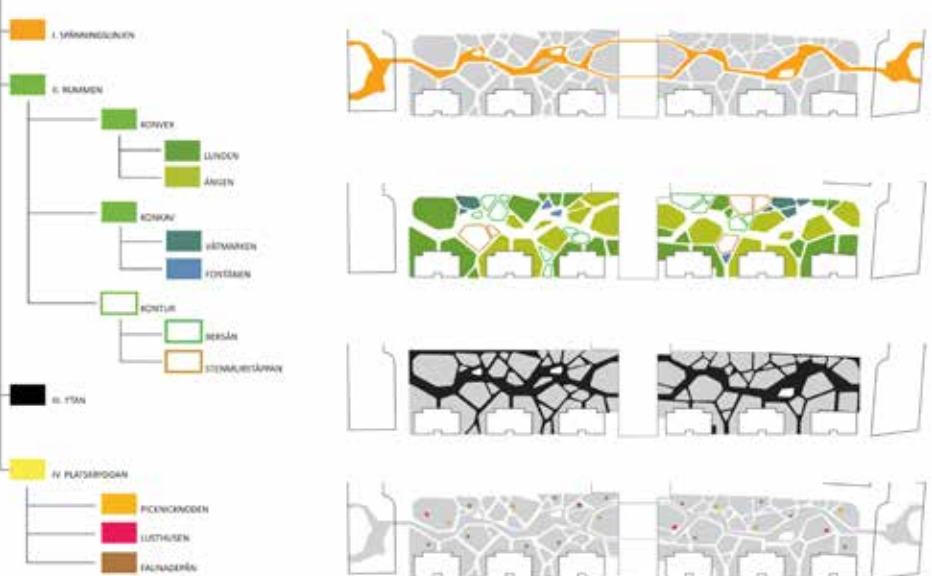 I. SPÄNNINGSLINJEN
II. RUMMEN
KONVEX
LUNDEN
ÄNGEN
KONKAV
VÅTMARKEN
FONTÄNEN
KONTUR
BERSÅN
STENMURSTÄPPAN
III. YTAN
IV. PLATSBYGGAN
PICKNICKNODEN
LUSTHUSEN
FAUNADEPÅN